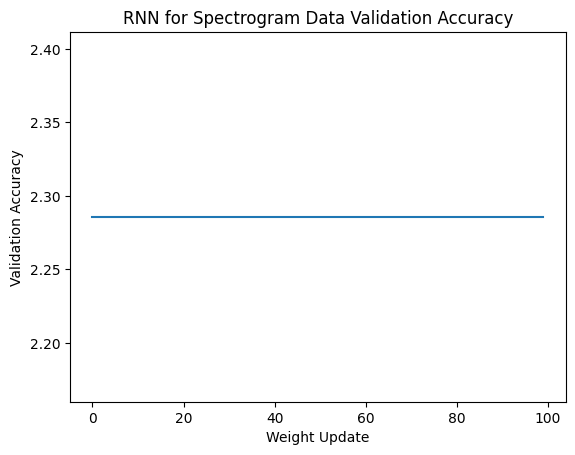 RNN for Spectrogram Data Validation Accuracy
2.40
2.35
2.30
2.25
2.20
Validation Accuracy
0 20 40 60 80 100
Weight Update